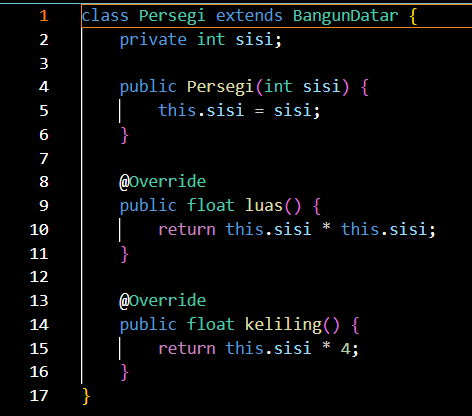 1 class Persegi extends BangunDatar {
2     private int sisi;
3
4     public Persegi(int sisi) {
5         this.sisi = sisi;
6     }
7
8     @Override
9     public float luas() {
10         return this.sisi * this.sisi;
11     }
12
13     @Override
14     public float keliling() {
15         return this.sisi * 4;
16     }
17 }